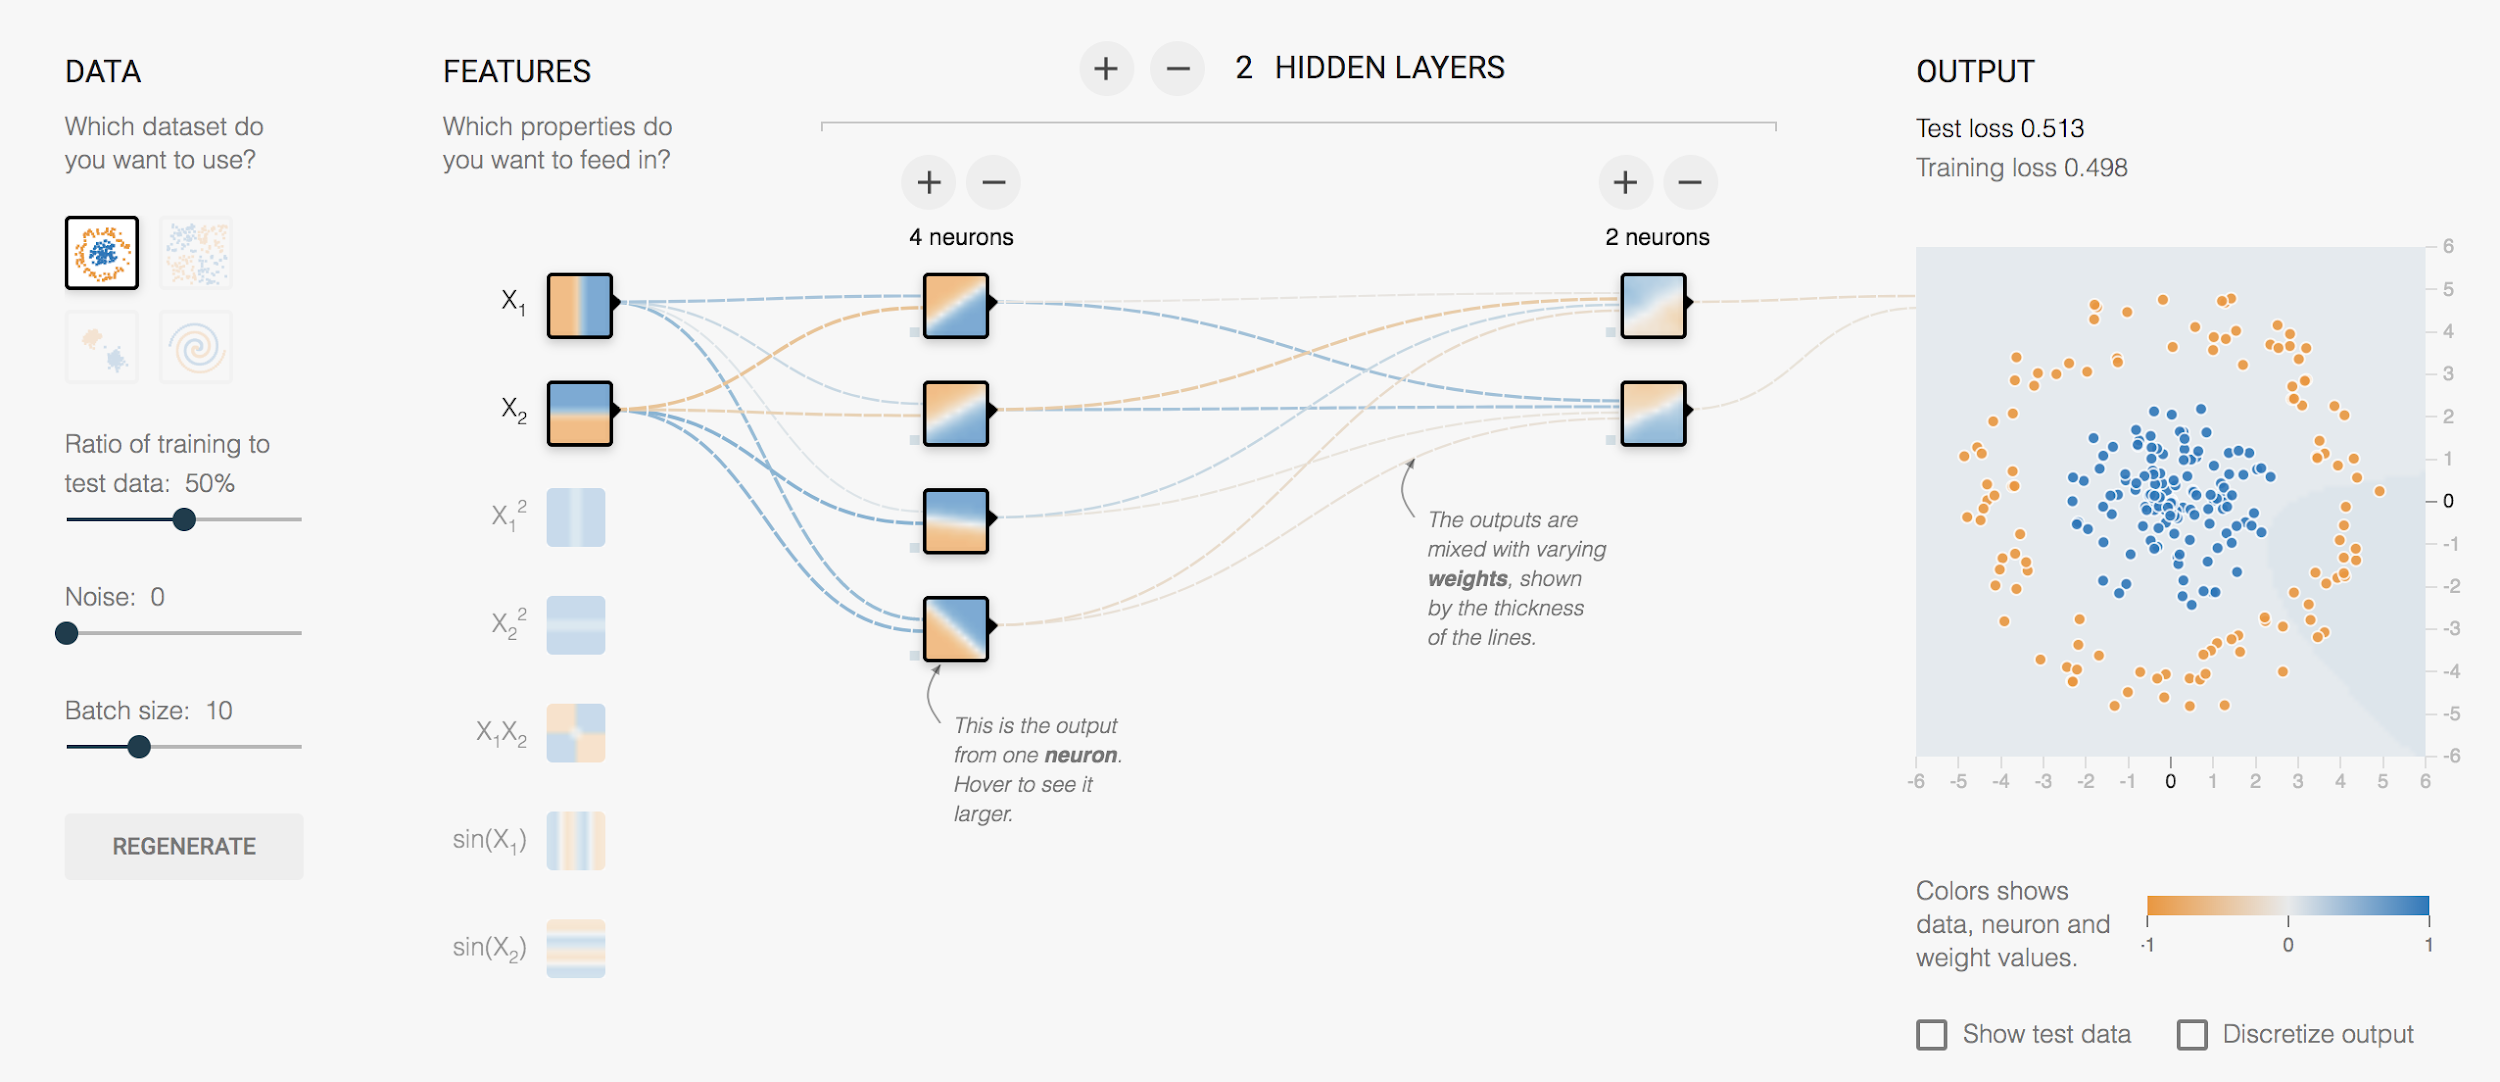 DATA
Which dataset do
you want to use?
Ratio of training to
test data: 50%
Noise: 0
Batch size: 10
REGENERATE
FEATURES
Which properties do
you want to feed in?
X1
X2
X1²
X2²
X1X2
sin(X1)
sin(X2)
+ − 2 HIDDEN LAYERS
+ −
4 neurons
+ −
2 neurons
This is the output
from one neuron.
Hover to see it
larger.
The outputs are
mixed with varying
weights, shown
by the thickness
of the lines.
OUTPUT
Test loss 0.513
Training loss 0.498
6
5
4
3
2
1
0
-1
-2
-3
-4
-5
-6
-6 -5 -4 -3 -2 -1 0 1 2 3 4 5 6
Colors shows
data, neuron and
weight values.
-1 0 1
Show test data
Discretize output